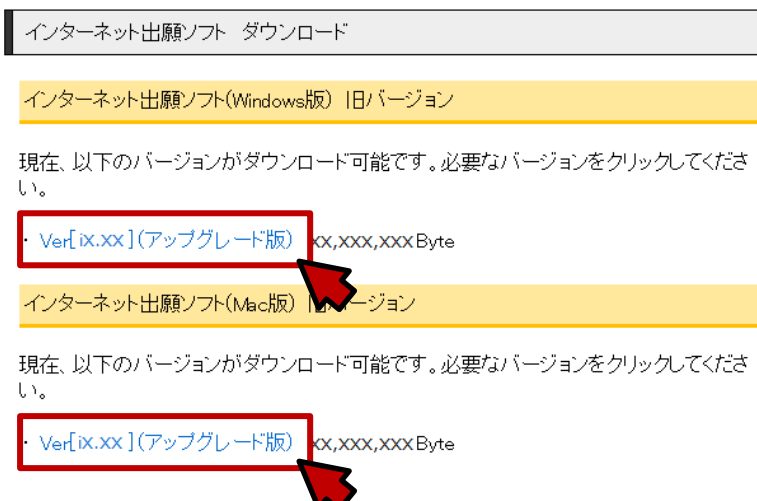 インターネット出願ソフト ダウンロード
インターネット出願ソフト(Windows版) 旧バージョン
現在、以下のバージョンがダウンロード可能です。必要なバージョンをクリックしてくださ
い。
・ Ver[ix.xx](アップグレード版) xx,xxx,xxx Byte
インターネット出願ソフト(Mac版) 旧バージョン
現在、以下のバージョンがダウンロード可能です。必要なバージョンをクリックしてくださ
い。
・ Ver[ix.xx](アップグレード版) xx,xxx,xxx Byte